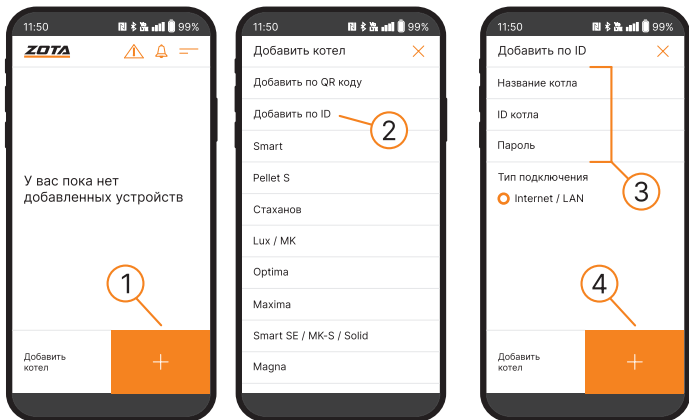 11:50
99%
ZOTA
У вас пока нет
добавленных устройств
1
Добавить
котел
+
11:50
99%
Добавить котел
Добавить по QR коду
Добавить по ID
2
Smart
Pellet S
Стаханов
Lux / MK
Optima
Maxima
Smart SE / MK-S / Solid
Magna
11:50
99%
Добавить по ID
Название котла
ID котла
Пароль
3
Тип подключения
Internet / LAN
4
Добавить
котел
+